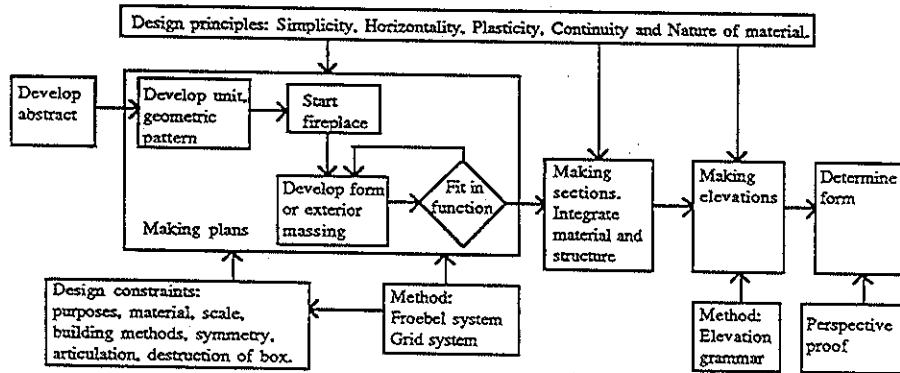 Design principles: Simplicity, Horizontality, Plasticity, Continuity and Nature of material.
Develop
abstract
Develop unit,
geometric
pattern
Start
fireplace
Develop form
or exterior
massing
Fit in
function
Making plans
Making
sections.
Integrate
material and
structure
Making
elevations
Determine
form
Design constraints:
purposes, material, scale,
building methods, symmetry,
articulation, destruction of box.
Method:
Froebel system
Grid system
Method:
Elevation
grammar
Perspective
proof